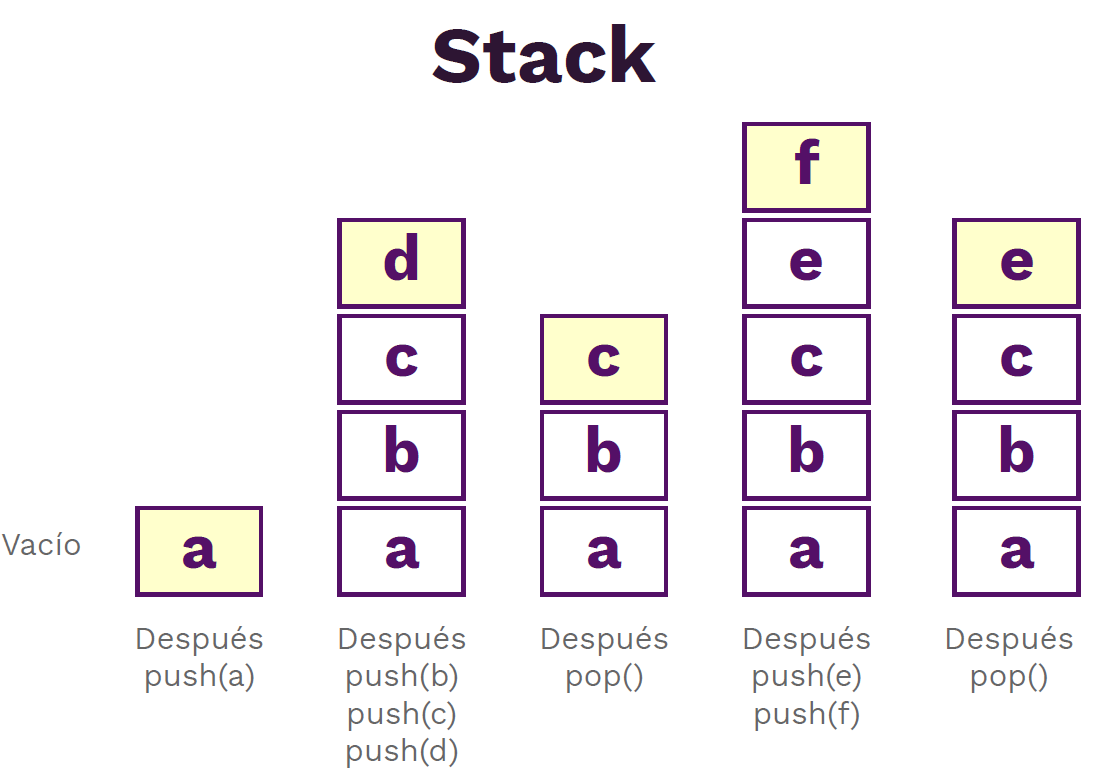 Stack
Vacío
a
Después
push(a)
d
c
b
a
Después
push(b)
push(c)
push(d)
c
b
a
Después
pop()
f
e
c
b
a
Después
push(e)
push(f)
e
c
b
a
Después
pop()